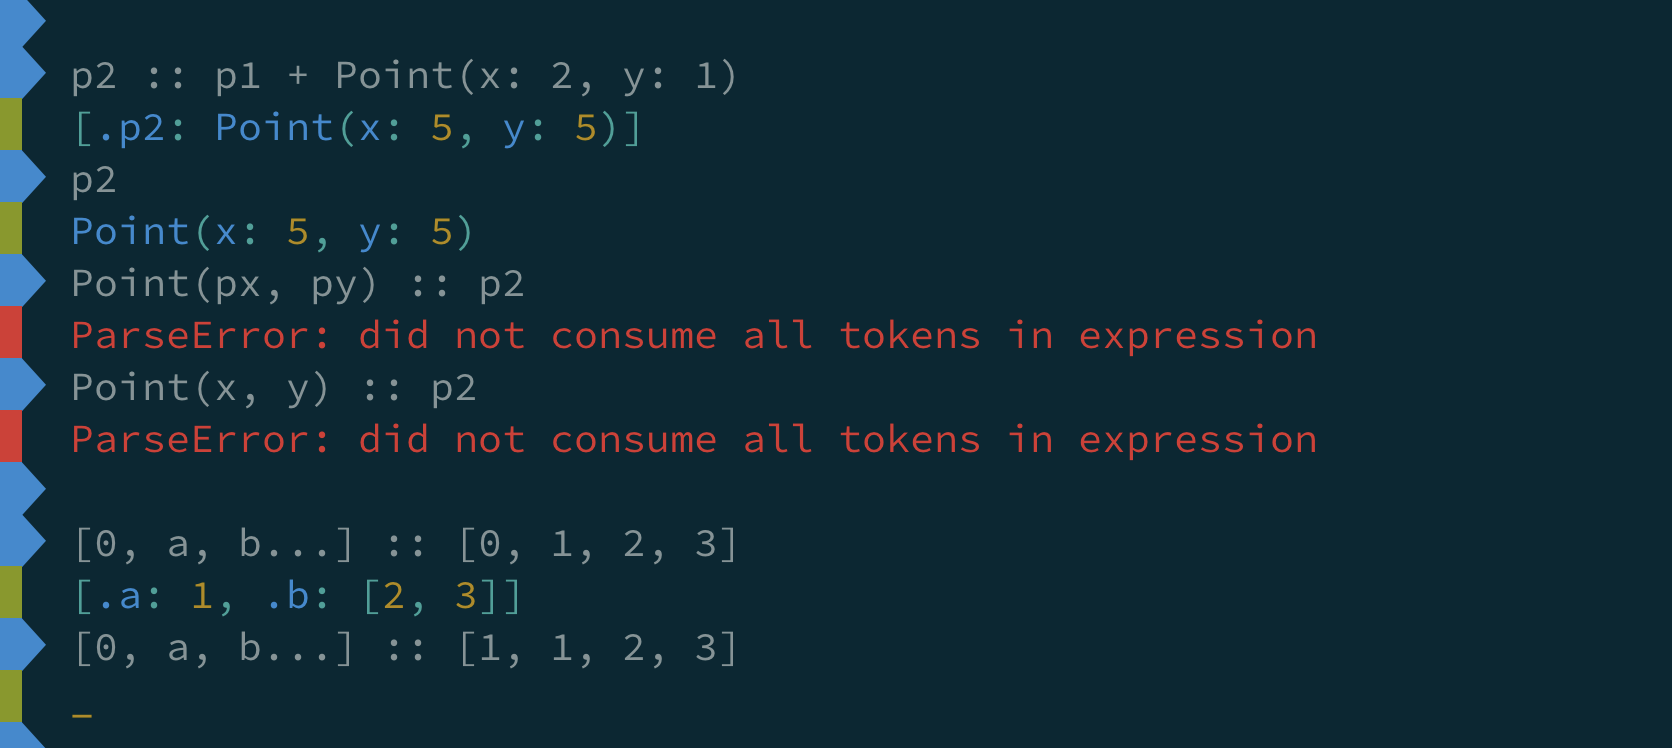 p2 :: p1 + Point(x: 2, y: 1)
[.p2: Point(x: 5, y: 5)]
p2
Point(x: 5, y: 5)
Point(px, py) :: p2
ParseError: did not consume all tokens in expression
Point(x, y) :: p2
ParseError: did not consume all tokens in expression
[0, a, b...] :: [0, 1, 2, 3]
[.a: 1, .b: [2, 3]]
[0, a, b...] :: [1, 1, 2, 3]
_